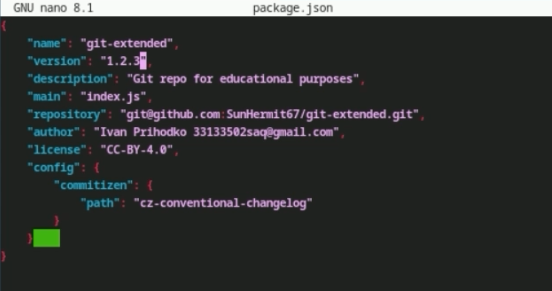 GNU nano 8.1 package.json
{
"name": "git-extended",
"version": "1.2.3",
"description": "Git repo for educational purposes",
"main": "index.js",
"repository": "git@github.com:SunHermit67/git-extended.git",
"author": "Ivan Prihodko 33133502saq@gmail.com",
"license": "CC-BY-4.0",
"config": {
"commitizen": {
"path": "cz-conventional-changelog"
}
}
}